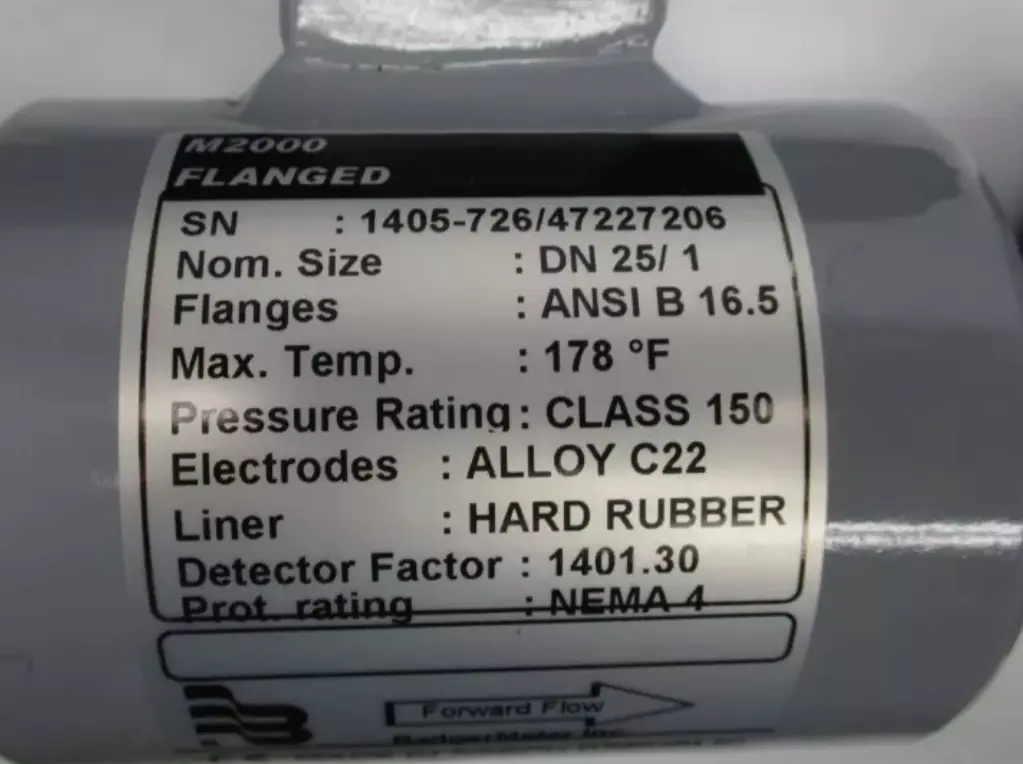 M2000
FLANGED
SN : 1405-726/47227206
Nom. Size : DN 25/ 1
Flanges : ANSI B 16.5
Max. Temp. : 178 °F
Pressure Rating : CLASS 150
Electrodes : ALLOY C22
Liner : HARD RUBBER
Detector Factor : 1401.30
Prot. rating : NEMA 4
Forward Flow
BadgerMeter Inc